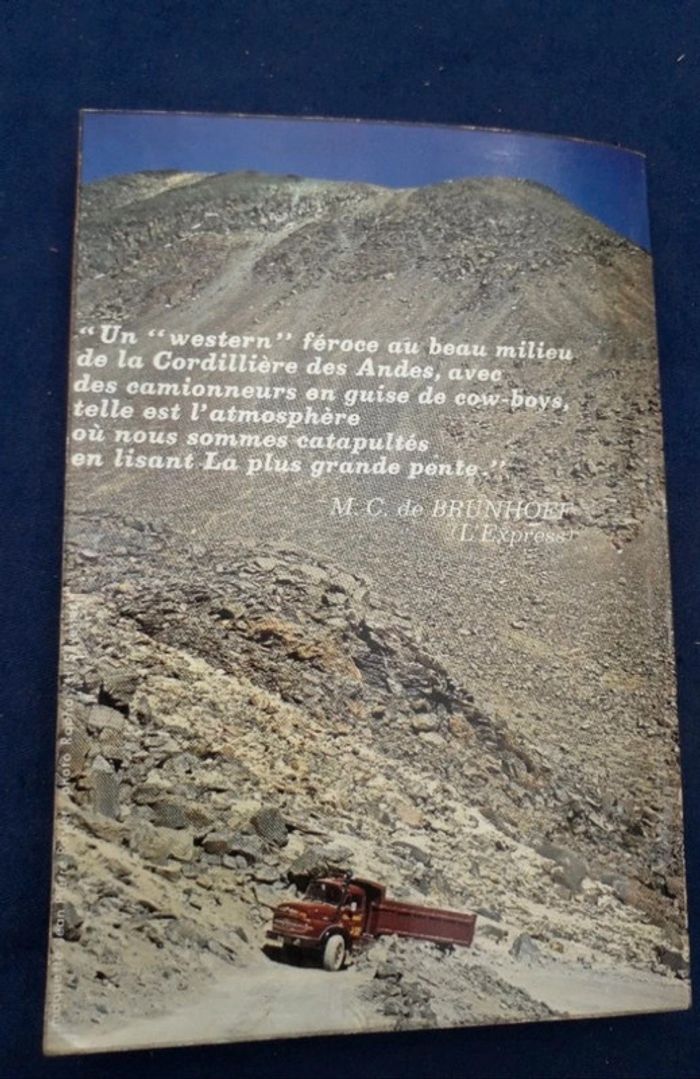 “Un “western” féroce au beau milieu
de la Cordillière des Andes, avec
des camionneurs en guise de cow-boys,
telle est l’atmosphère
où nous sommes catapultés
en lisant La plus grande pente.”
M. C. de BRUNHOFF
(L’Express)